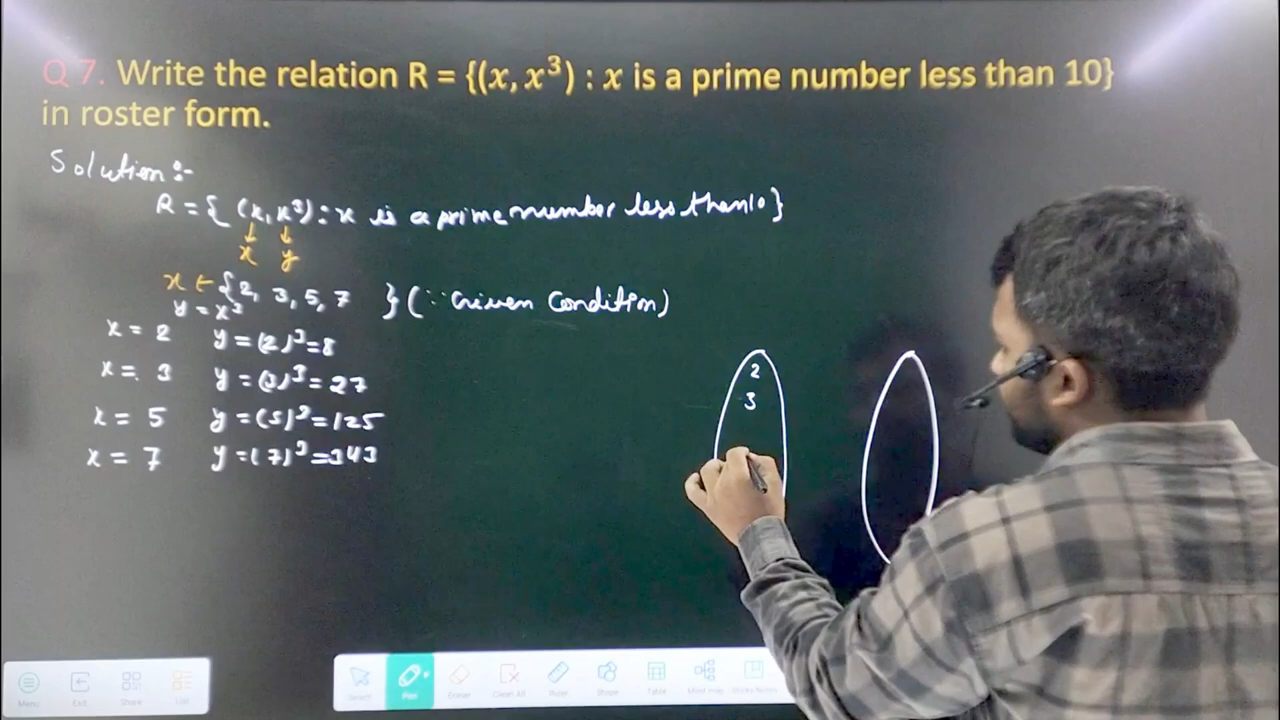 Q 7. Write the relation R = {(x, x³) : x is a prime number less than 10}
in roster form.
Solution :-
R = { (x, x³) : x is a prime number less than 10 }
↓ ↓
x y
x ← {2, 3, 5, 7 } (∵ Given Condition)
y = x³
x = 2 y = (2)³ = 8
x = 3 y = (3)³ = 27
x = 5 y = (5)³ = 125
x = 7 y = (7)³ = 343
2
3
Menu Exit Share List
Select Pen Eraser Clean All Ruler Shape Table Mind map Sticky Notes